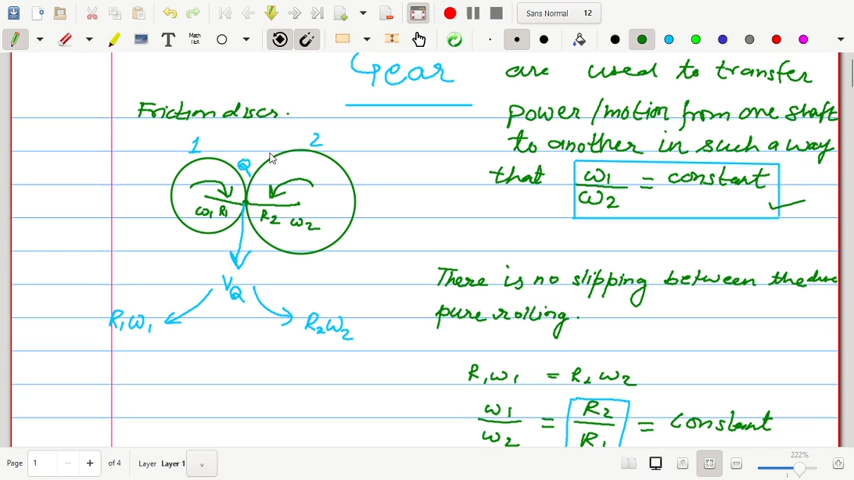 Sans Normal 12
MATH
TEX
Gear
are used to transfer
Friction discs.
power/motion from one shaft
to another in such a way
that ω1/ω2 = constant
1 2
Q
ω1 R1 R2 ω2
VQ
R1ω1 R2ω2
There is no slipping between the
pure rolling.
R1ω1 = R2ω2
ω1/ω2 = R2/R1 = constant
222%
Page 1 of 4 Layer Layer 1